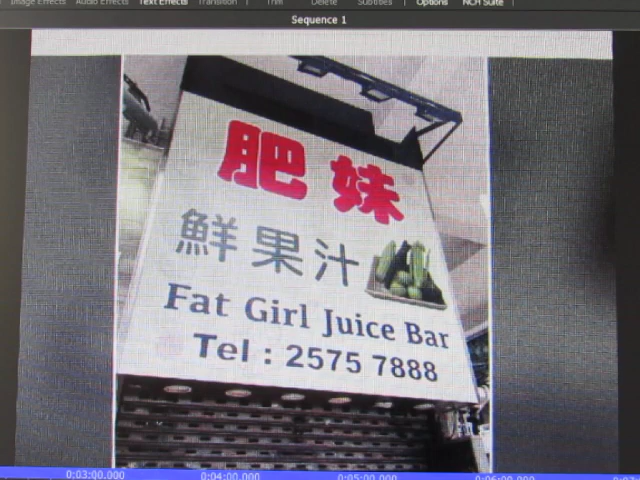 Image Effects Audio Effects Text Effects Transition Trim Delete Subtitles Options NCH Suite
Sequence 1
肥妹
鮮果汁
Fat Girl Juice Bar
Tel : 2575 7888
0:03:00.000 0:04:00.000 0:05:00.000 0:06:00.000